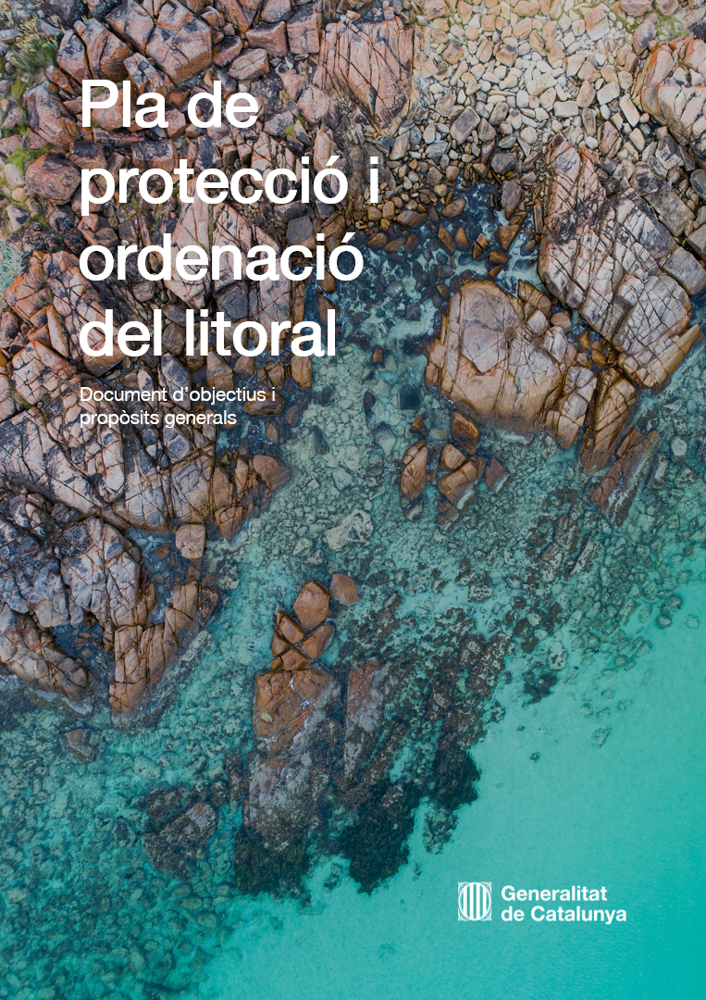 Pla de
protecció i
ordenació
del litoral
Document d’objectius i
propòsits generals
Generalitat
de Catalunya